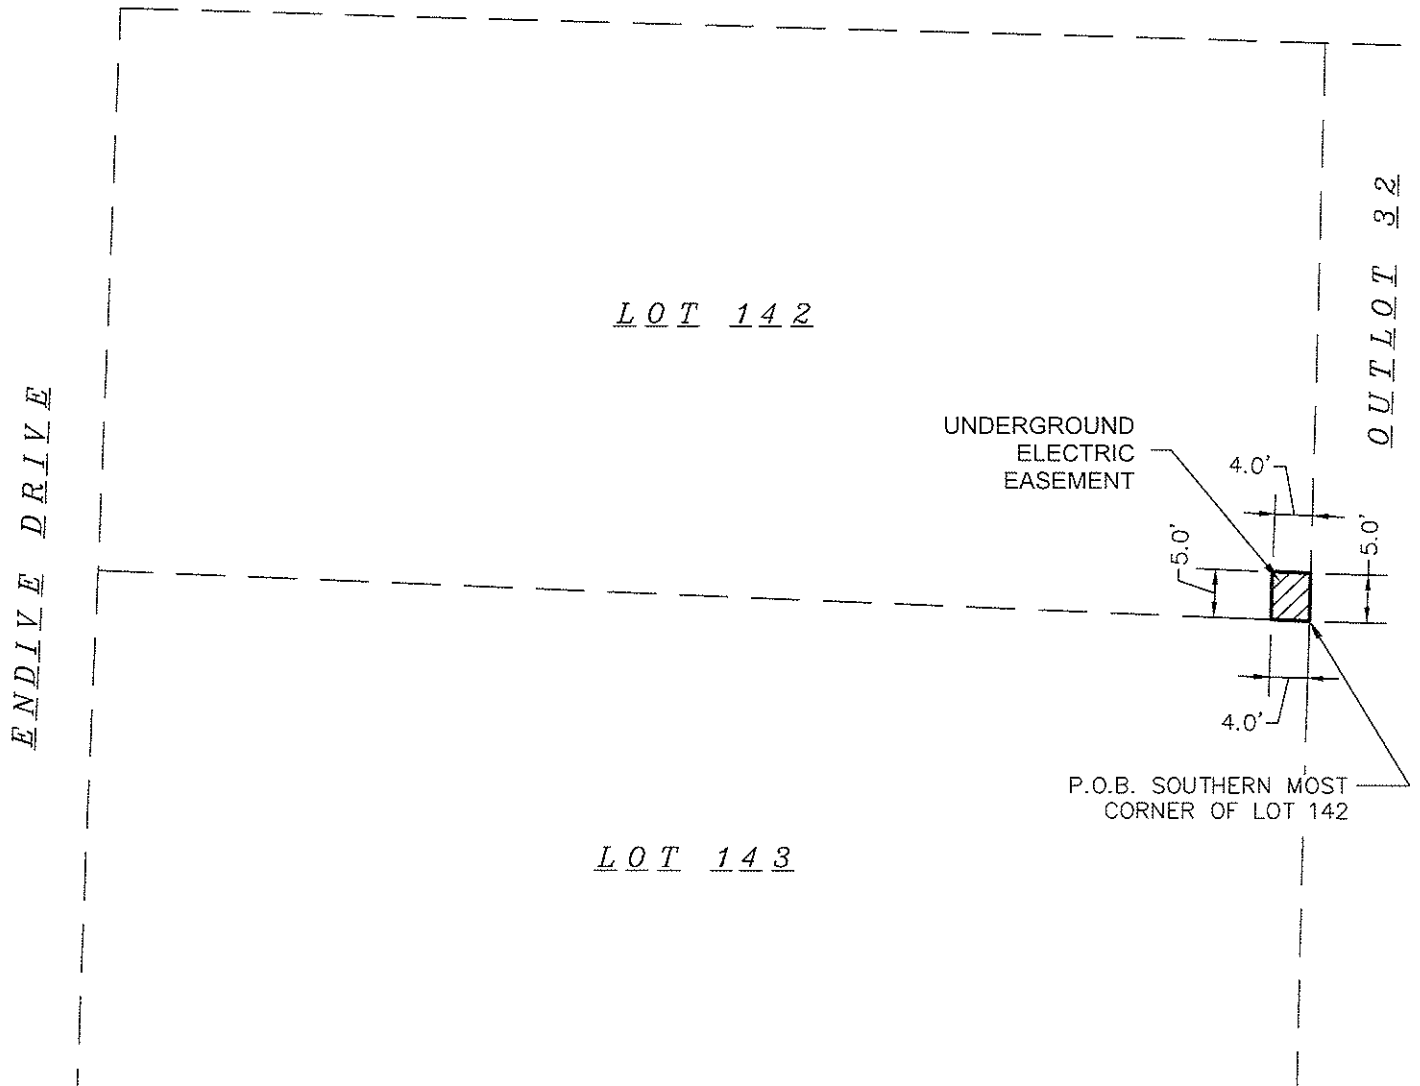 LOT 142
OUTLOT 32
ENDIVE DRIVE
UNDERGROUND
ELECTRIC
EASEMENT
4.0'
5.0'
5.0'
4.0'
P.O.B. SOUTHERN MOST
CORNER OF LOT 142
LOT 143